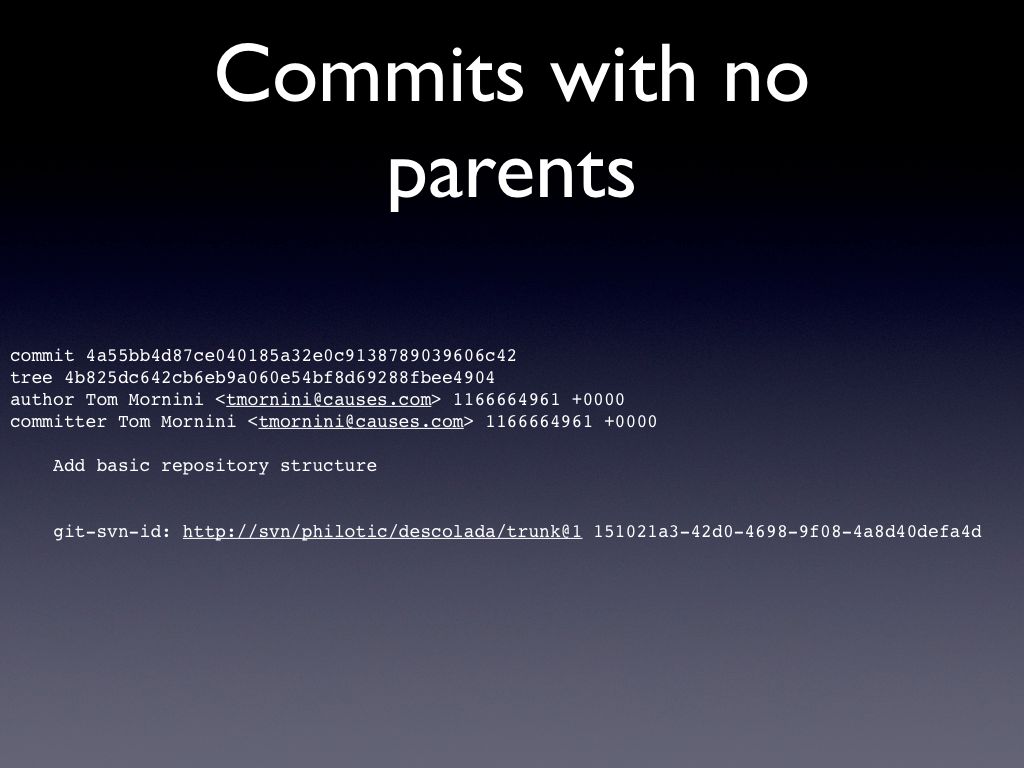 Commits with no
parents
commit 4a55bb4d87ce040185a32e0c9138789039606c42
tree 4b825dc642cb6eb9a060e54bf8d69288fbee4904
author Tom Mornini <tmornini@causes.com> 1166664961 +0000
committer Tom Mornini <tmornini@causes.com> 1166664961 +0000
Add basic repository structure
git-svn-id: http://svn/philotic/descolada/trunk@1 151021a3-42d0-4698-9f08-4a8d40defa4d